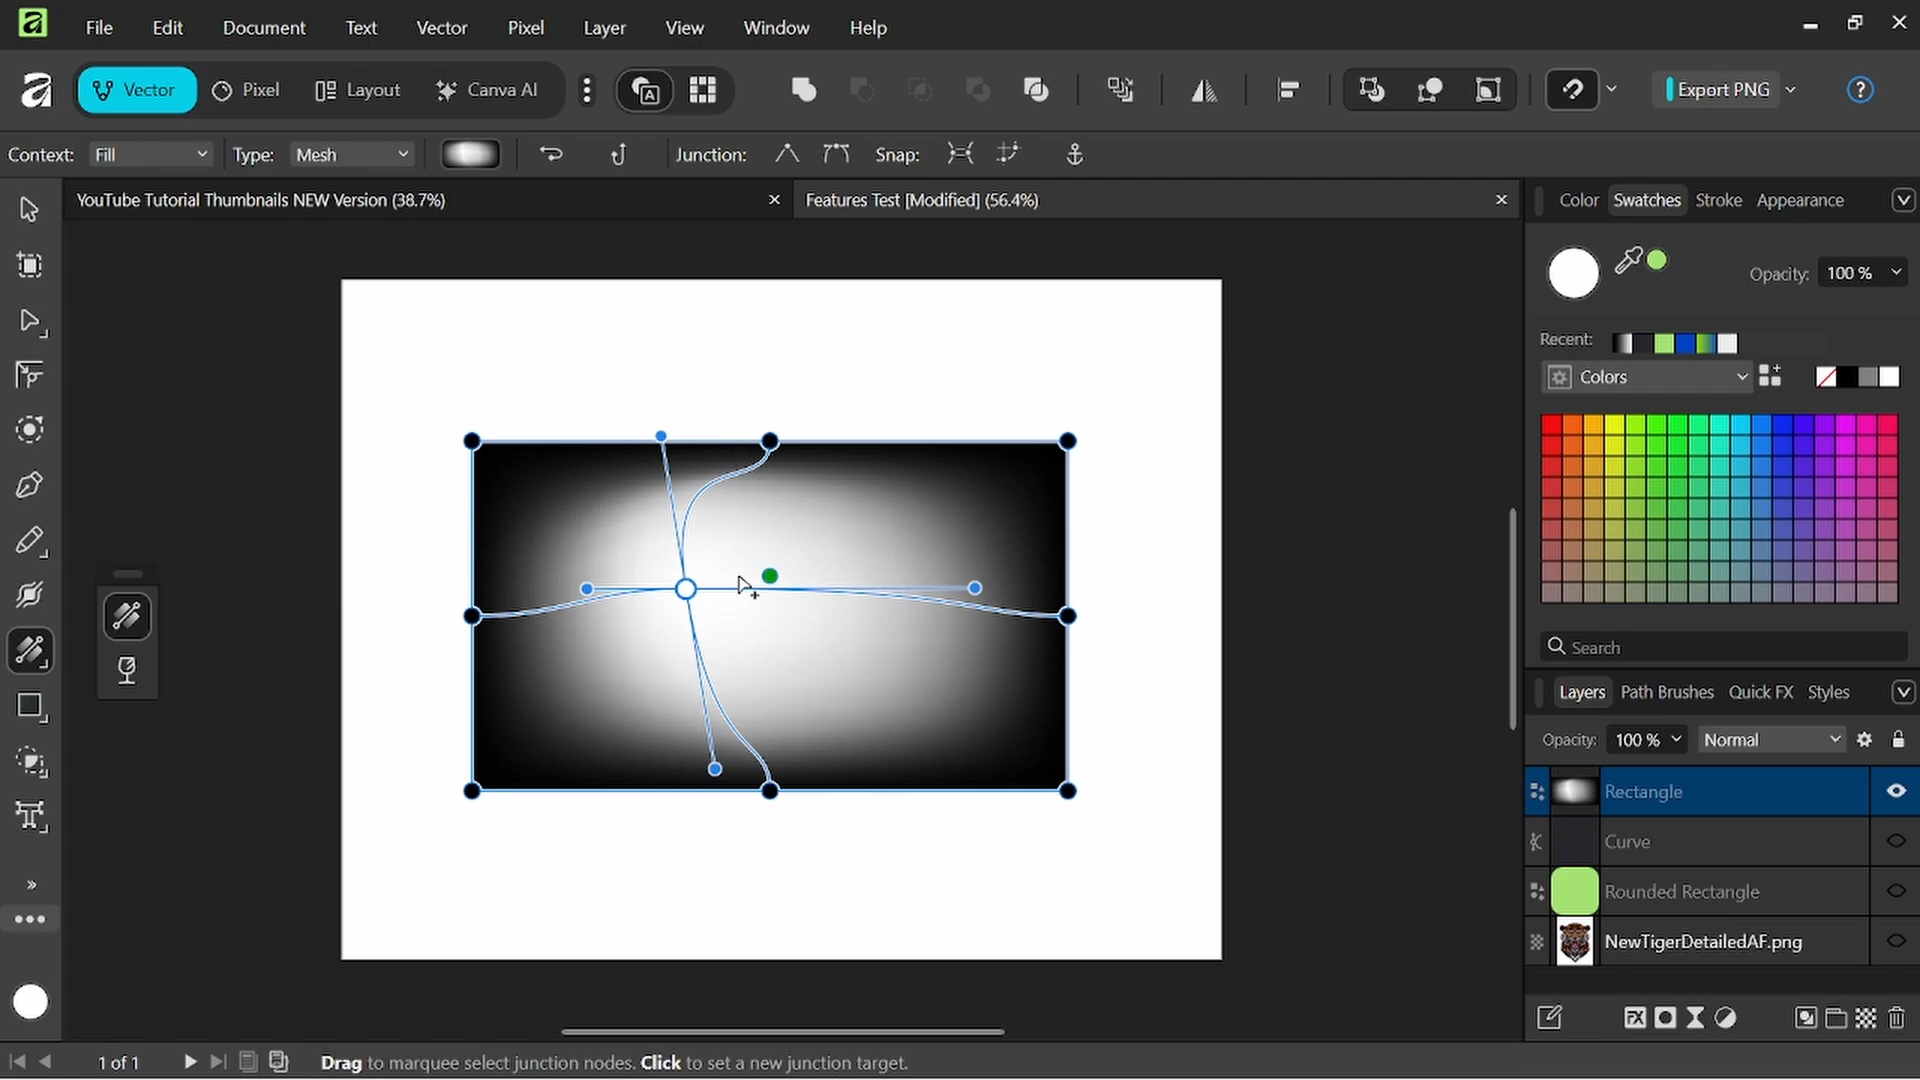 File Edit Document Text Vector Pixel Layer View Window Help
Vector Pixel Layout Canva AI Export PNG ?
Context: Fill Type: Mesh Junction: Snap:
YouTube Tutorial Thumbnails NEW Version (38.7%) Features Test [Modified] (56.4%)
Color Swatches Stroke Appearance
Opacity: 100 %
Recent:
Colors
Search
Layers Path Brushes Quick FX Styles
Opacity: 100 % Normal
Rectangle
Curve
Rounded Rectangle
NewTigerDetailedAF.png
FX
1 of 1 Drag to marquee select junction nodes. Click to set a new junction target.